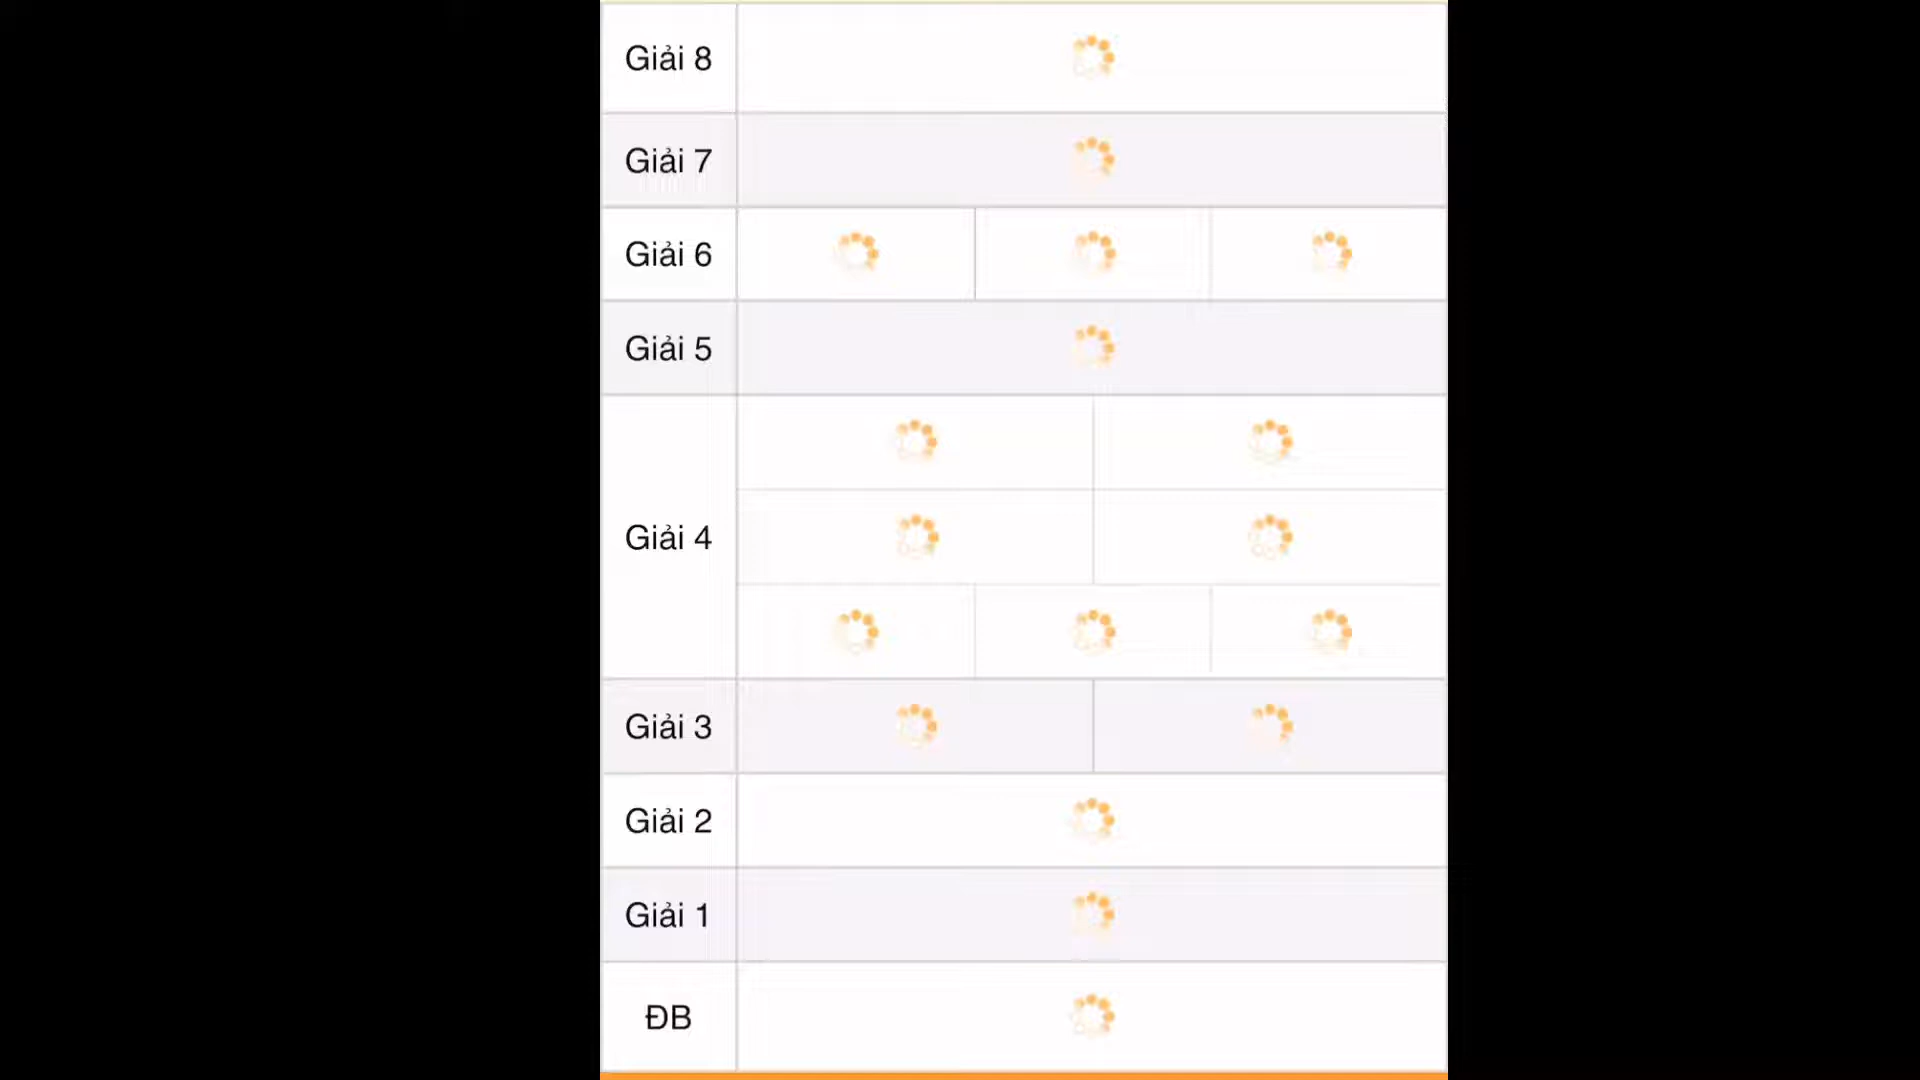 Giải 8
Giải 7
Giải 6
Giải 5
Giải 4
Giải 3
Giải 2
Giải 1
ĐB